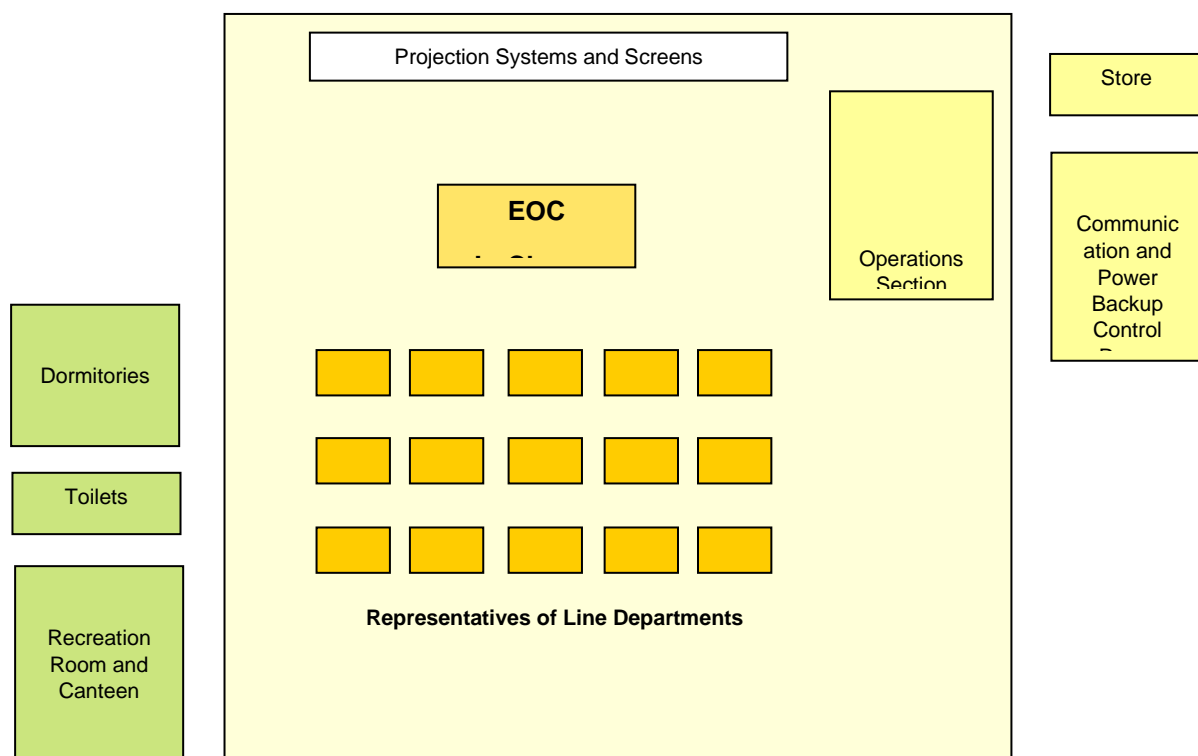 Projection Systems and Screens
Store
EOC
Operations
Section
Communic
ation and
Power
Backup
Control
Dormitories
Toilets
Representatives of Line Departments
Recreation
Room and
Canteen